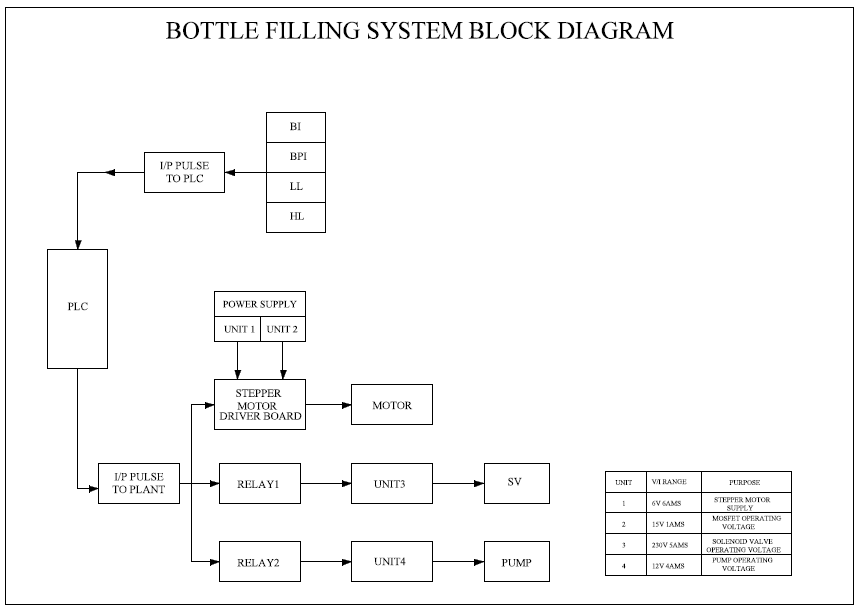 BOTTLE FILLING SYSTEM BLOCK DIAGRAM
BI
BPI
LL
HL
I/P PULSE
TO PLC
PLC
POWER SUPPLY
UNIT 1 UNIT 2
STEPPER
MOTOR
DRIVER BOARD
MOTOR
I/P PULSE
TO PLANT
RELAY1
UNIT3
SV
RELAY2
UNIT4
PUMP
UNIT V/I RANGE PURPOSE
1 6V 6AMS STEPPER MOTOR
SUPPLY
2 15V 1AMS MOSFET OPERATING
VOLTAGE
3 230V 5AMS SOLENOID VALVE
OPERATING VOLTAGE
4 12V 4AMS PUMP OPERATING
VOLTAGE